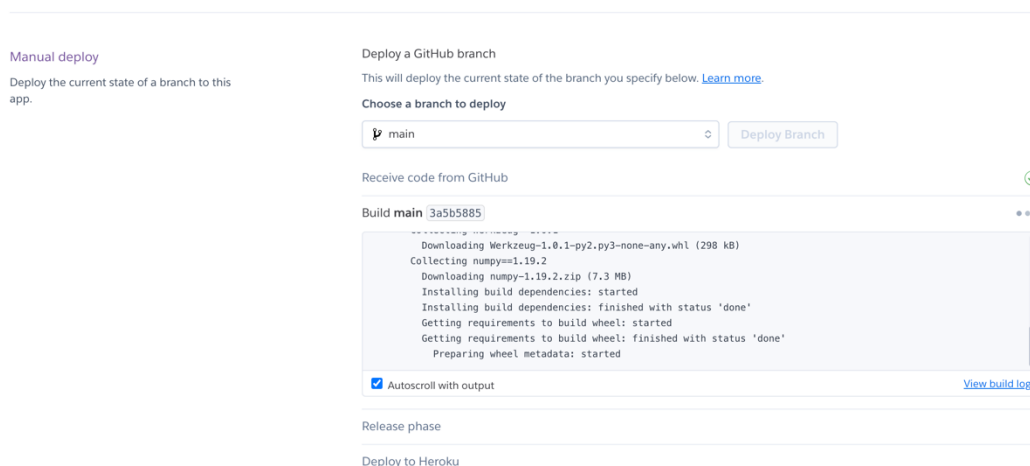 Manual deploy
Deploy the current state of a branch to this
app.
Deploy a GitHub branch
This will deploy the current state of the branch you specify below. Learn more.
Choose a branch to deploy
main
Deploy Branch
Receive code from GitHub
Build main 3a5b5885
Downloading Werkzeug-1.0.1-py2.py3-none-any.whl (298 kB)
Collecting numpy==1.19.2
Downloading numpy-1.19.2.zip (7.3 MB)
Installing build dependencies: started
Installing build dependencies: finished with status 'done'
Getting requirements to build wheel: started
Getting requirements to build wheel: finished with status 'done'
Preparing wheel metadata: started
Autoscroll with output
View build log
Release phase
Deploy to Heroku